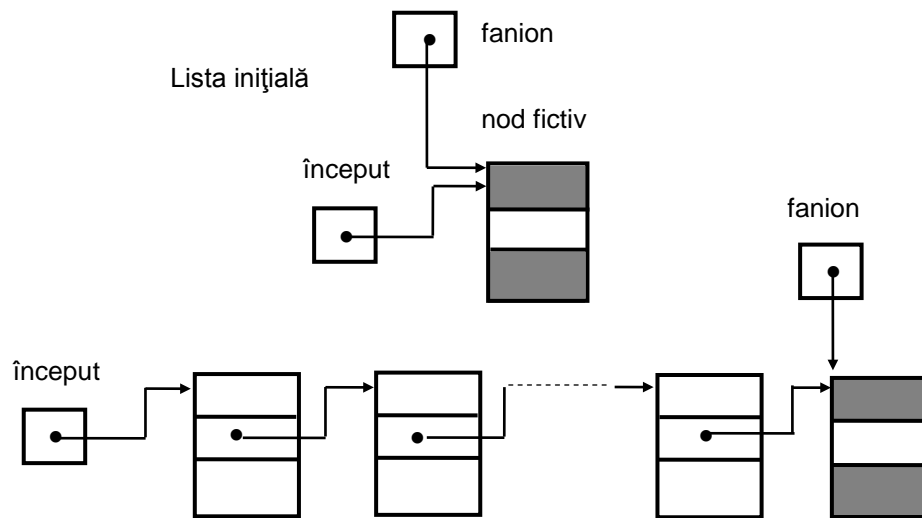 fanion
Lista iniţială
nod fictiv
început
fanion
început